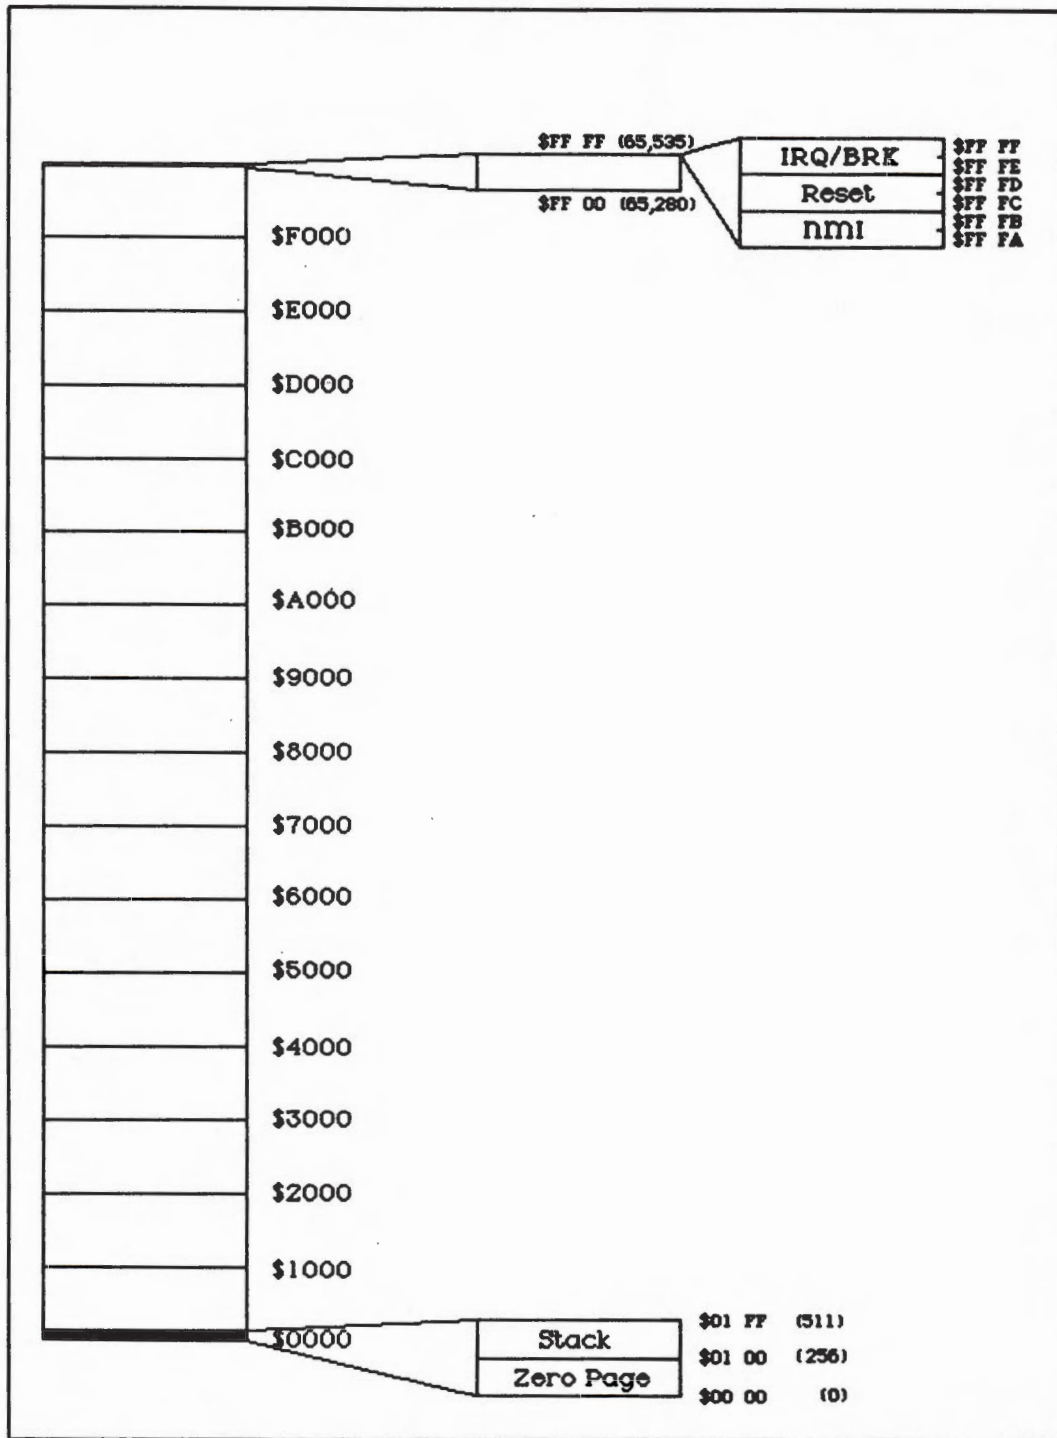 $FF FF (65,535)
$FF 00 (65,280)
IRQ/BRK
Reset
NMI
$FF FF
$FF FE
$FF FD
$FF FC
$FF FB
$FF FA
$F000
$E000
$D000
$C000
$B000
$A000
$9000
$8000
$7000
$6000
$5000
$4000
$3000
$2000
$1000
$0000
Stack
Zero Page
$01 FF (511)
$01 00 (256)
$00 00 (0)